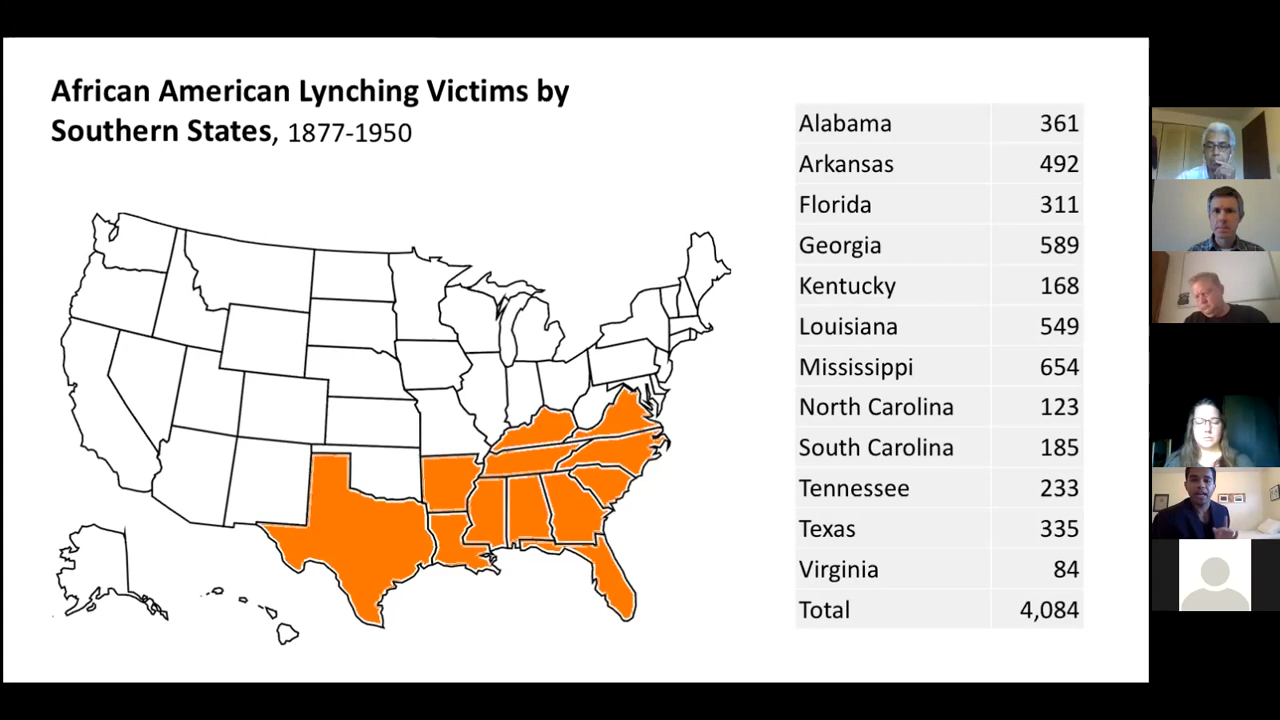 African American Lynching Victims by
Southern States, 1877-1950
Alabama 361
Arkansas 492
Florida 311
Georgia 589
Kentucky 168
Louisiana 549
Mississippi 654
North Carolina 123
South Carolina 185
Tennessee 233
Texas 335
Virginia 84
Total 4,084